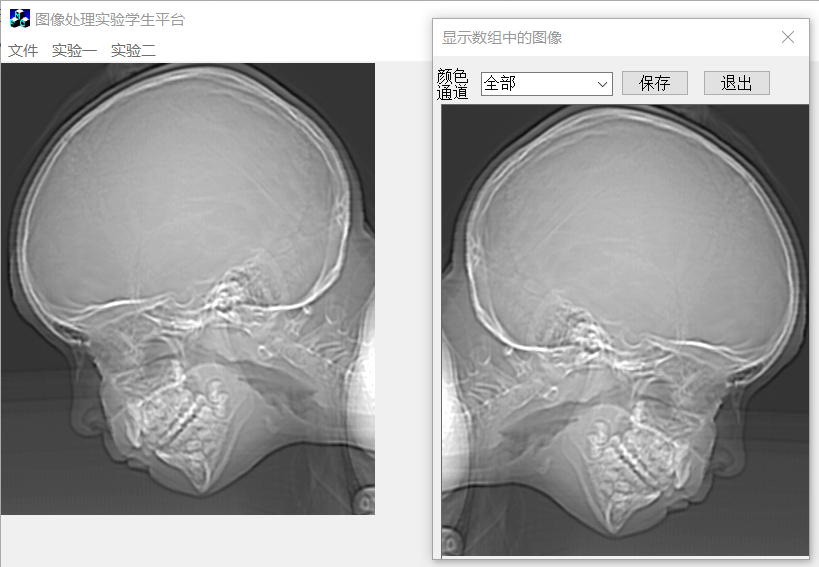 图像处理实验学生平台
文件 实验一 实验二
显示数组中的图像
颜色
通道
全部
保存
退出